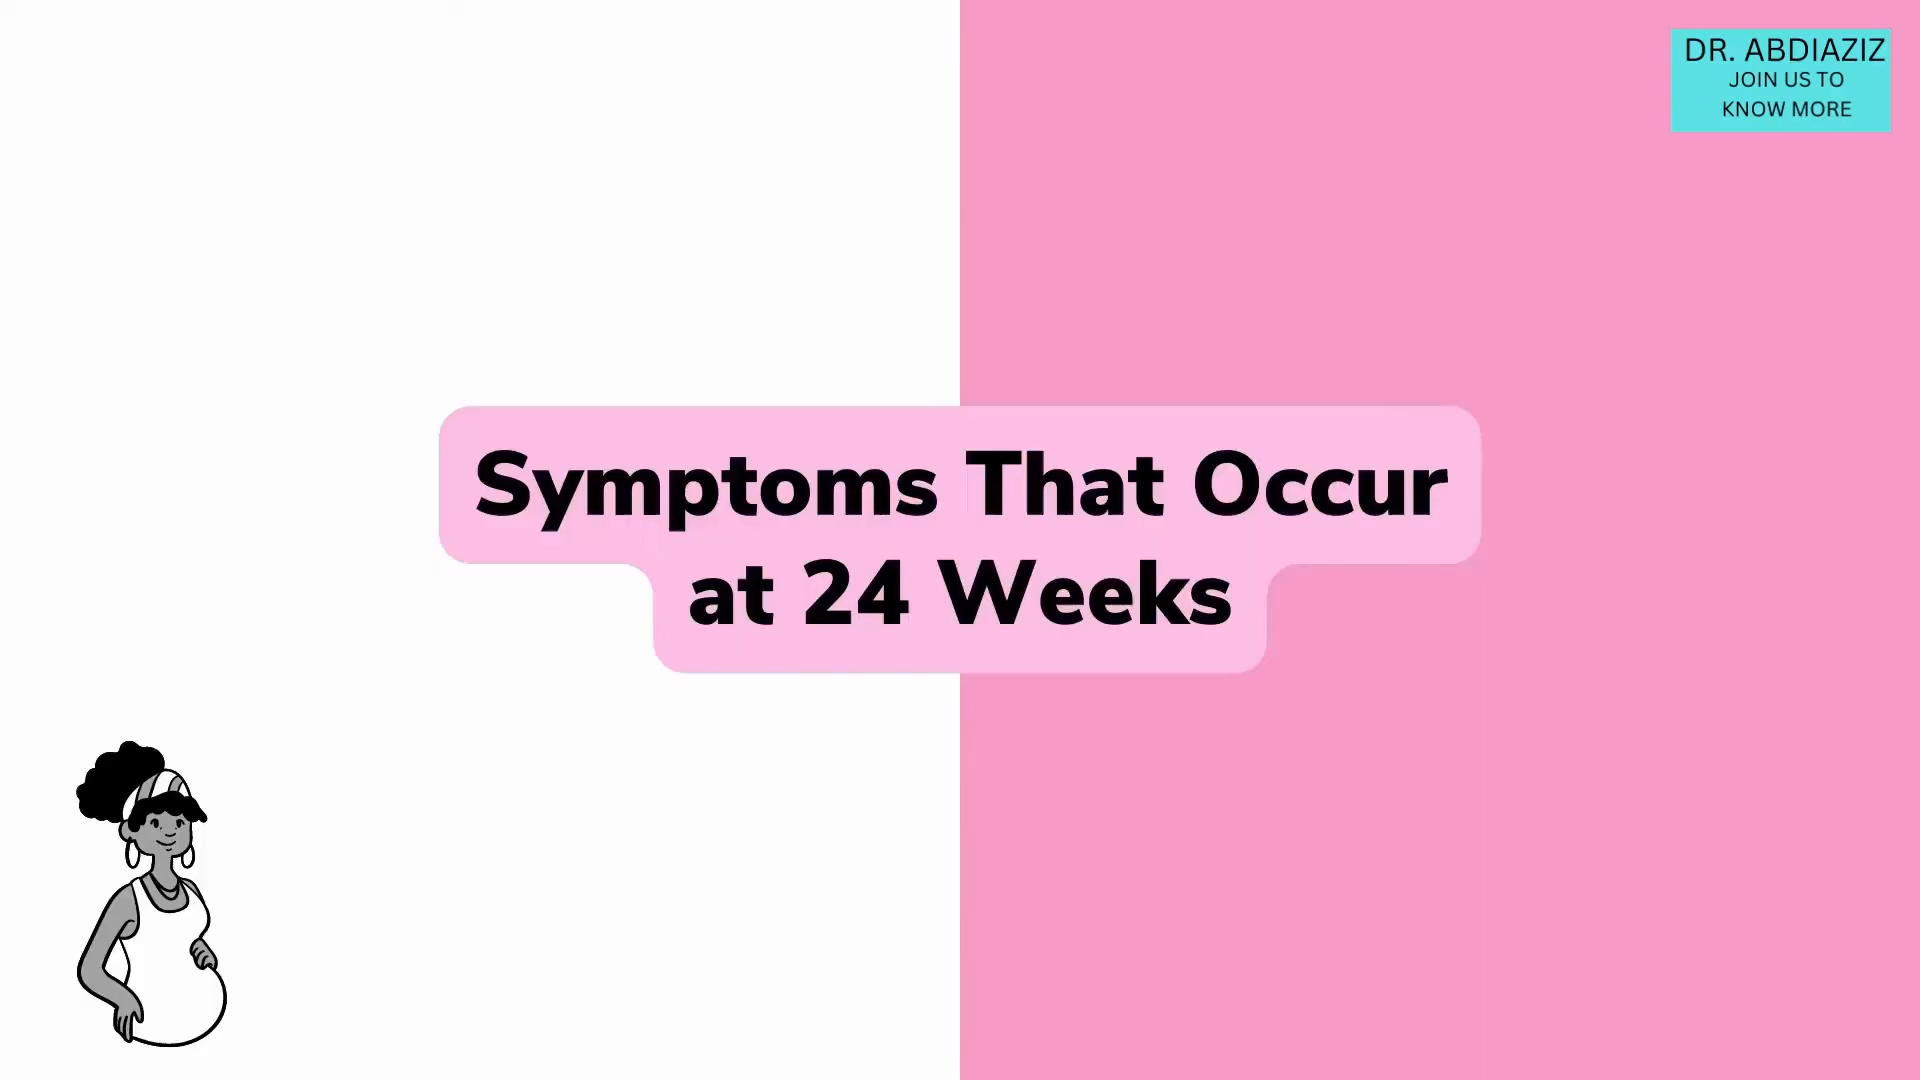 DR. ABDIAZIZ
JOIN US TO
KNOW MORE
Symptoms That Occur
at 24 Weeks